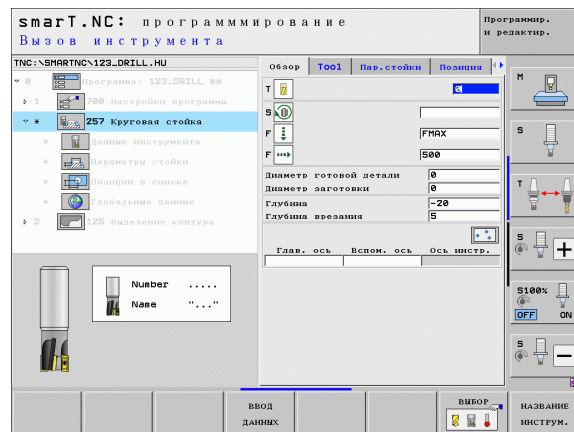 smarT.NC: программмирование
Вызов инструмента
Программир.
и редактир.
TNC:\SMARTNC\123_DRILL.HU
0 Программа: 123_DRILL mm
1 700 Настройки программы
* 257 Круговая стойка
* Данные инструмента
* Параметры стойки
* Позиции в списке
* Глобальные данные
2 125 Выделение контура
Number .....
Name "..."
Обзор Tool Пар.стойки Позиция
T 0
S
F FMAX
F 500
Диаметр готовой детали 0
Диаметр заготовки 0
Глубина -20
Глубина врезания 5
Глав. ось Вспом. ось Ось инстр.
M
S
T
S
S100%
OFF ON
S
ВВОД
ДАННЫХ
ВЫБОР
НАЗВАНИЕ
ИНСТРУМ.